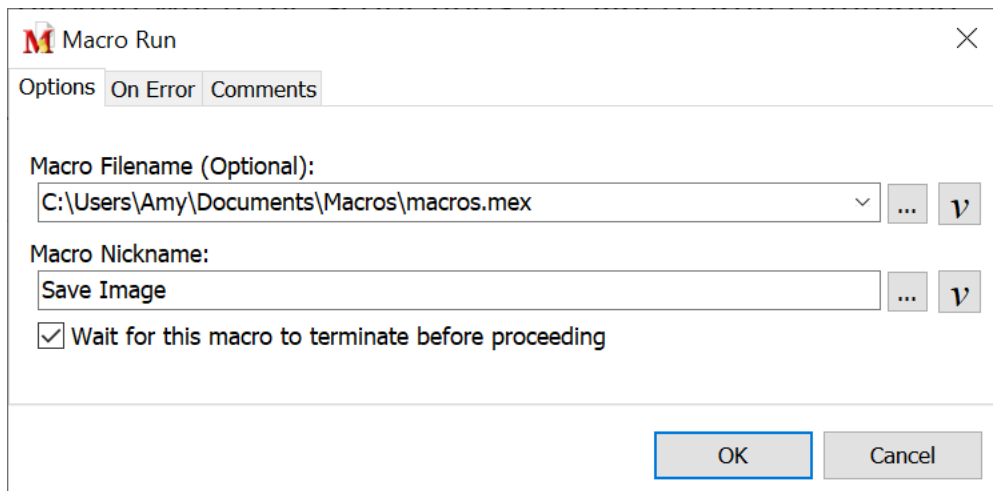 Macro Run
Options On Error Comments
Macro Filename (Optional):
C:\Users\Amy\Documents\Macros\macros.mex
... v
Macro Nickname:
Save Image
... v
Wait for this macro to terminate before proceeding
OK Cancel